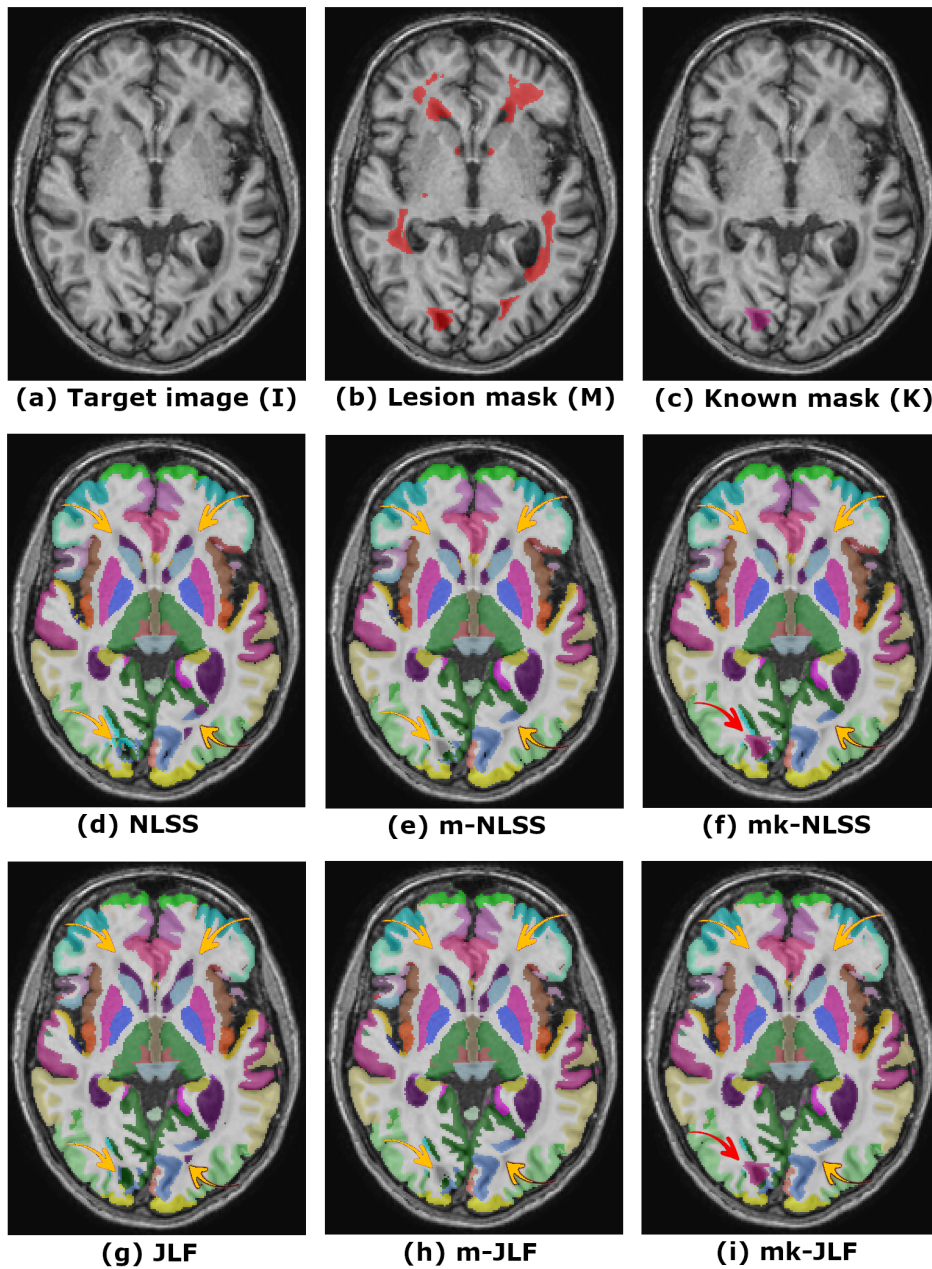 (a) Target image (I)
(b) Lesion mask (M)
(c) Known mask (K)
(d) NLSS
(e) m-NLSS
(f) mk-NLSS
(g) JLF
(h) m-JLF
(i) mk-JLF